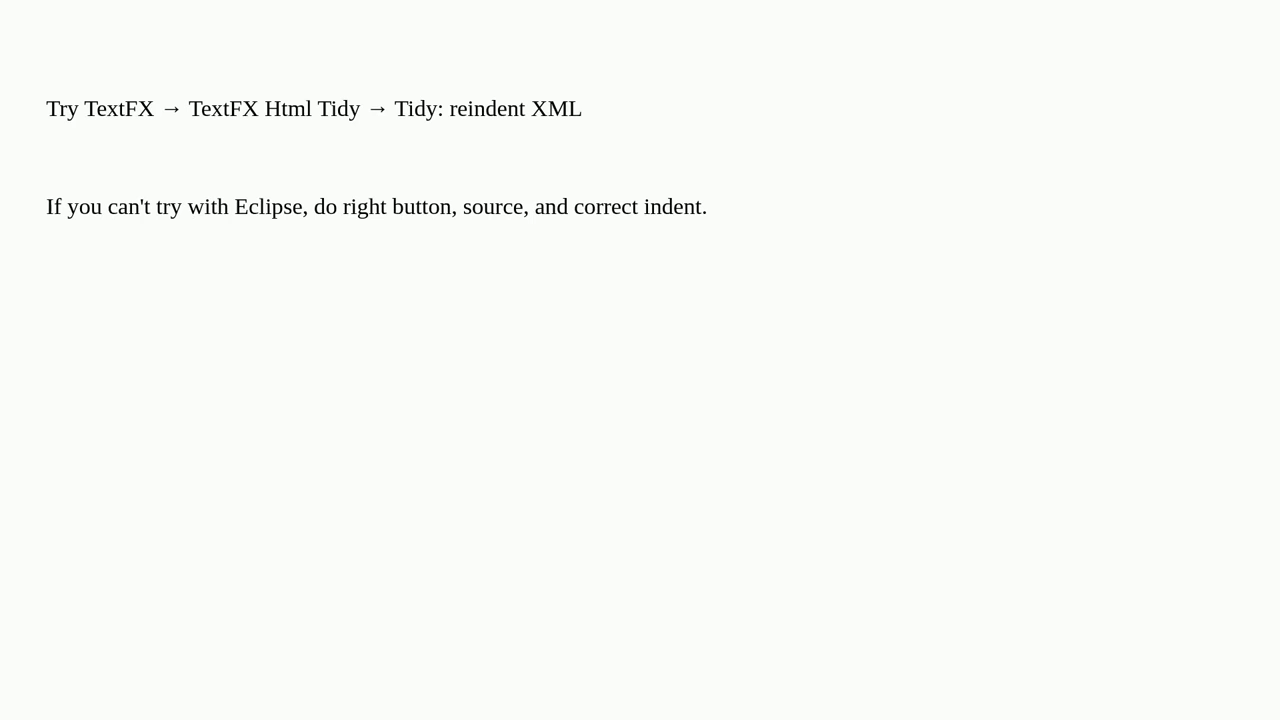 Try TextFX → TextFX Html Tidy → Tidy: reindent XML
If you can't try with Eclipse, do right button, source, and correct indent.